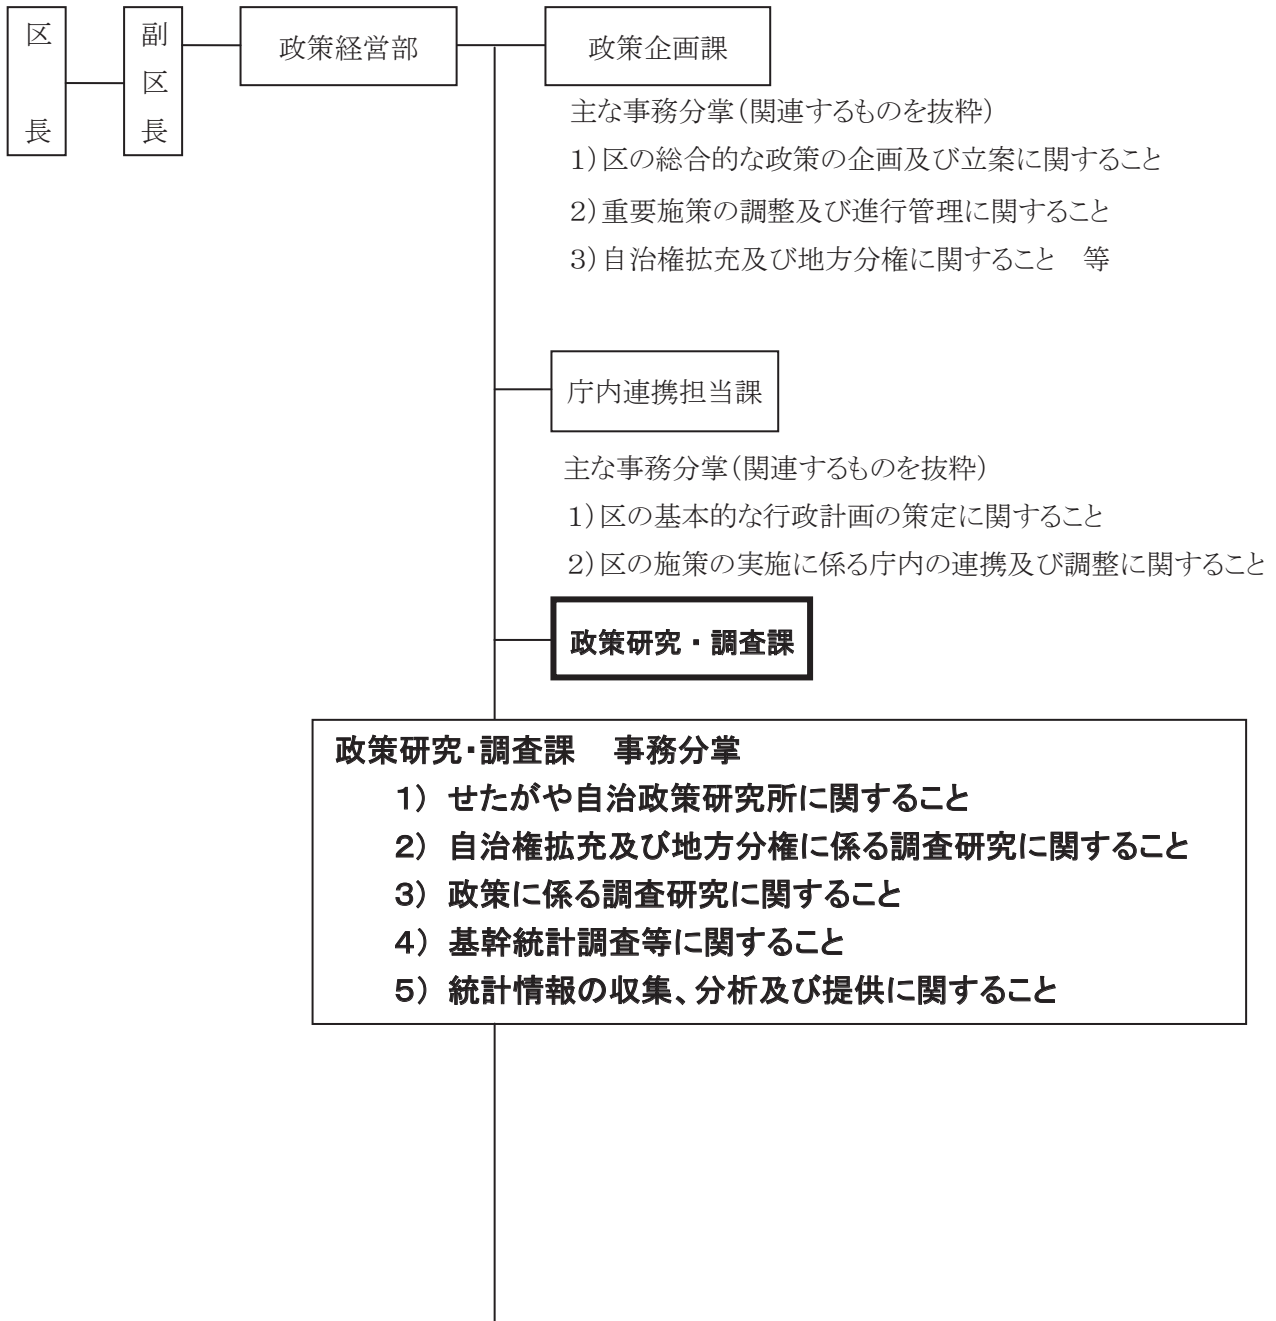 区長
副区長
政策経営部
政策企画課
主な事務分掌(関連するものを抜粋)
1)区の総合的な政策の企画及び立案に関すること
2)重要施策の調整及び進行管理に関すること
3)自治権拡充及び地方分権に関すること　等
庁内連携担当課
主な事務分掌(関連するものを抜粋)
1)区の基本的な行政計画の策定に関すること
2)区の施策の実施に係る庁内の連携及び調整に関すること
政策研究・調査課
政策研究・調査課　事務分掌
1) せたがや自治政策研究所に関すること
2) 自治権拡充及び地方分権に係る調査研究に関すること
3) 政策に係る調査研究に関すること
4) 基幹統計調査等に関すること
5) 統計情報の収集、分析及び提供に関すること